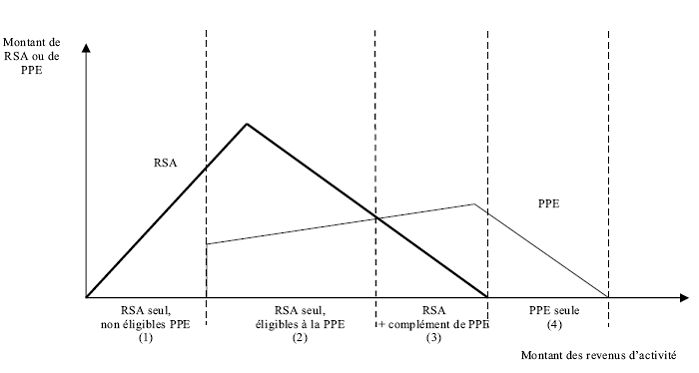 Montant de
RSA ou de
PPE
RSA
PPE
RSA seul,
non éligibles PPE
(1)
RSA seul,
éligibles à la PPE
(2)
RSA
+ complément de PPE
(3)
PPE seule
(4)
Montant des revenus d’activité